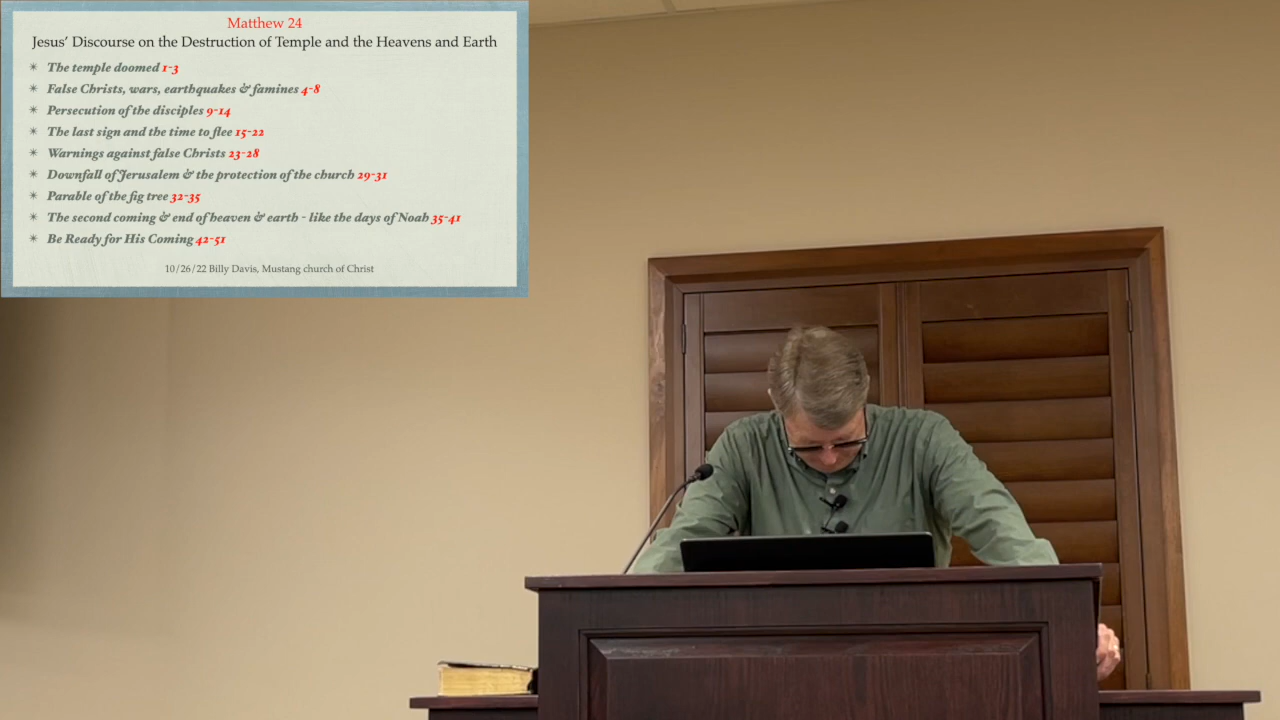 Matthew 24
Jesus' Discourse on the Destruction of Temple and the Heavens and Earth
* The temple doomed 1-3
* False Christs, wars, earthquakes & famines 4-8
* Persecution of the disciples 9-14
* The last sign and the time to flee 15-22
* Warnings against false Christs 23-28
* Downfall of Jerusalem & the protection of the church 29-31
* Parable of the fig tree 32-35
* The second coming & end of heaven & earth - like the days of Noah 35-41
* Be Ready for His Coming 42-51
10/26/22 Billy Davis, Mustang church of Christ